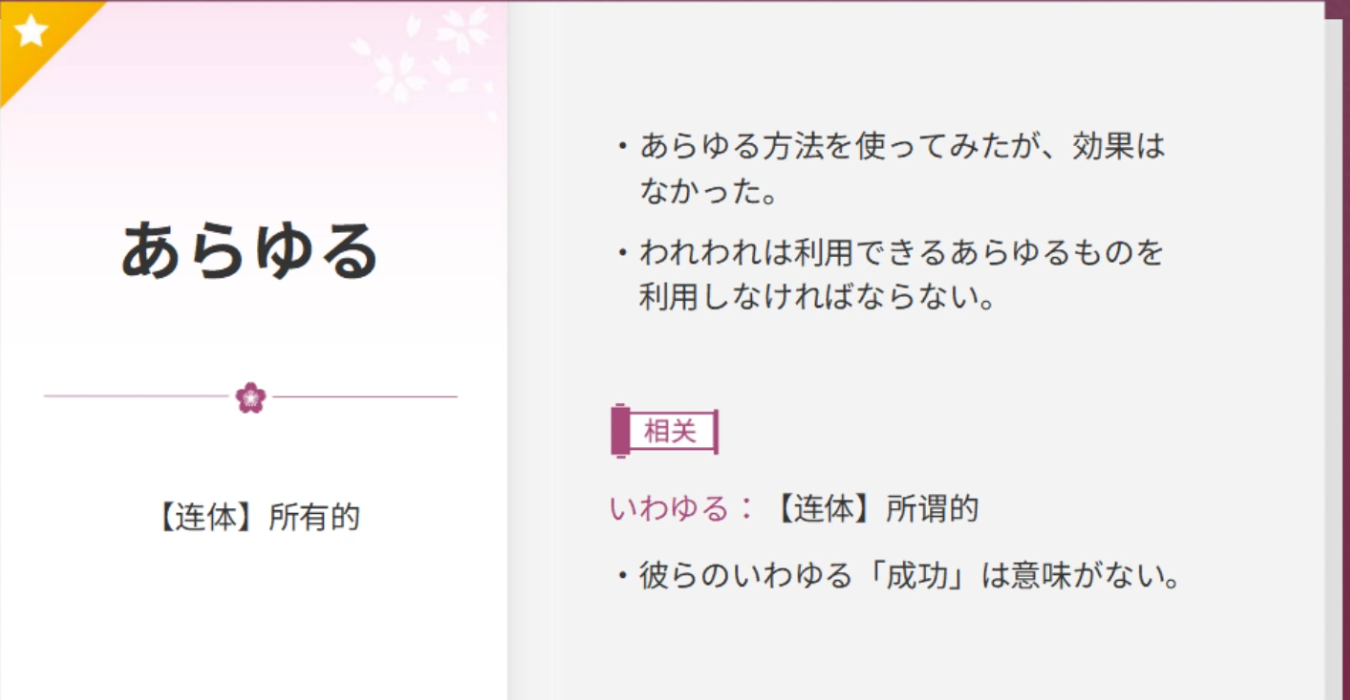 あらゆる
【连体】所有的
・あらゆる方法を使ってみたが、効果は
なかった。
・われわれは利用できるあらゆるものを
利用しなければならない。
相关
いわゆる：【连体】所谓的
・彼らのいわゆる「成功」は意味がない。